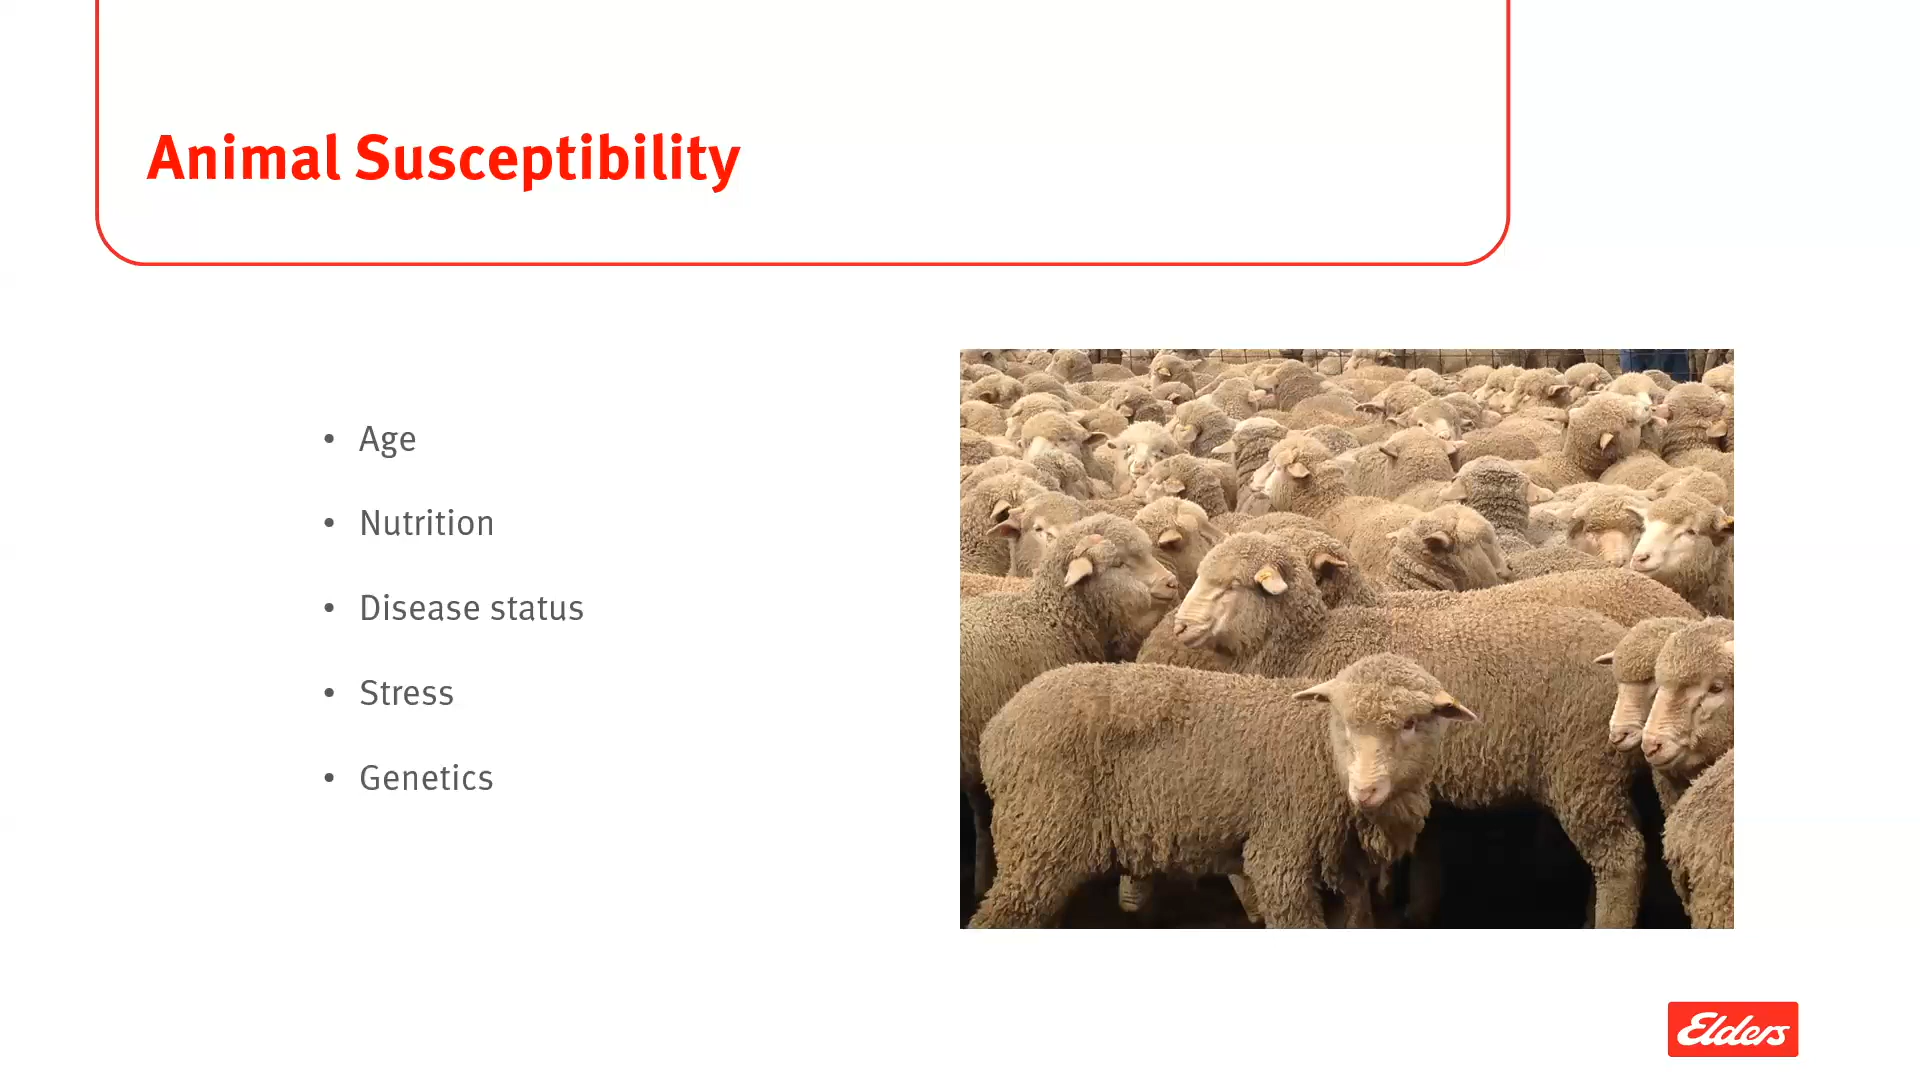 Animal Susceptibility
• Age
• Nutrition
• Disease status
• Stress
• Genetics
Elders